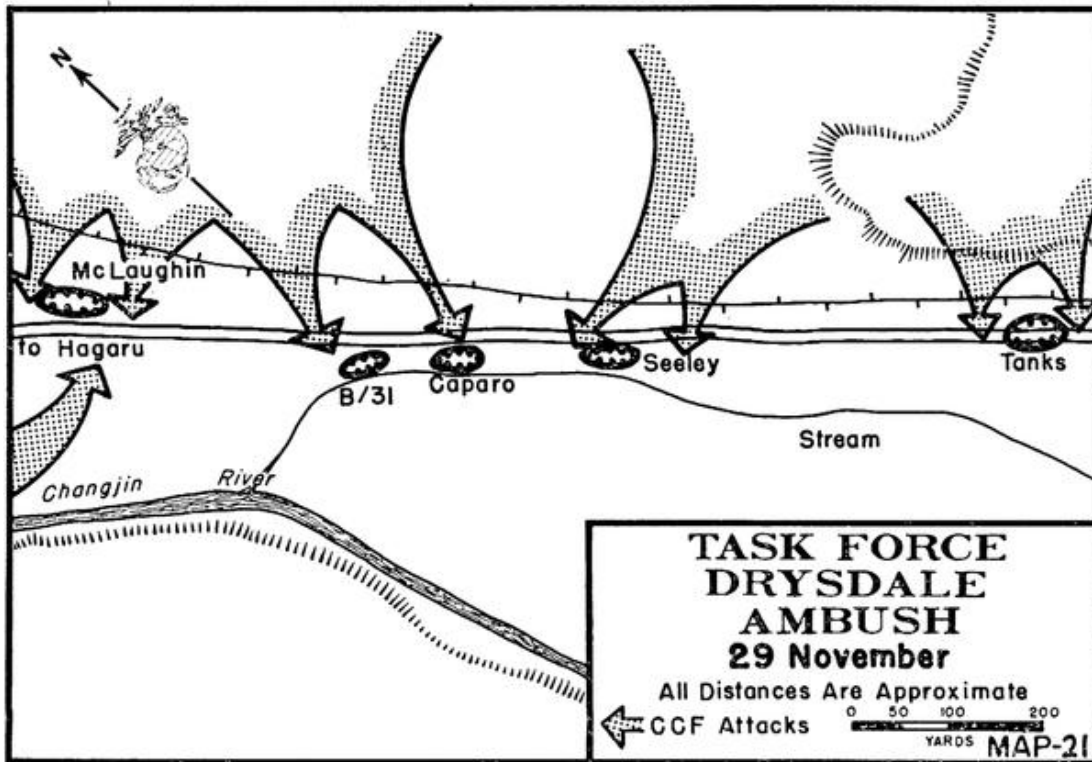 N
McLaughin
to Hagaru
B/31
Caparo
Seeley
Tanks
Stream
Changjin River
TASK FORCE
DRYSDALE
AMBUSH
29 November
All Distances Are Approximate
CCF Attacks
0 50 100 200
YARDS
MAP-21